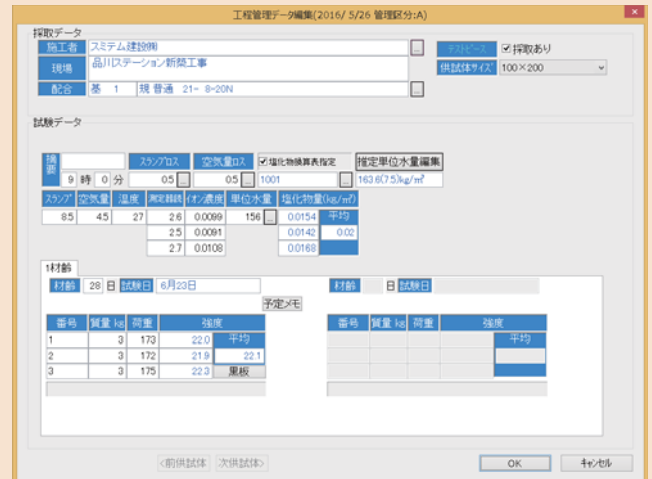 工程管理データ編集(2016/ 5/26 管理区分:A)
採取データ
施工者 スミテム建設㈱ ... テストピース 採取あり
現場 品川ステーション新築工事 供試体サイズ 100×200
配合 基 1 規 普通 21- 8-20N ...
試験データ
摘要 スランプロス 空気量ロス 塩化物換算表指定 推定単位水量編集
9 時 0 分 0.5 ... 0.5 ... 1001 ... 163.6(7.5)kg/㎥
スランプ 空気量 温度 測定器読 イオン濃度 単位水量 塩化物量(kg/㎥)
8.5 4.5 27 2.6 0.0099 156 ... 0.0154 平均
2.5 0.0091 0.0142 0.02
2.7 0.0108 0.0168
1材齢
材齢 28 日 試験日 6月23日 材齢 日 試験日
予定メモ
番号 質量 kg 荷重 強度 番号 質量 kg 荷重 強度
1 3 173 22.0 平均 平均
2 3 172 21.9 22.1
3 3 175 22.3 黒板
<前供試体 次供試体> OK キャンセル